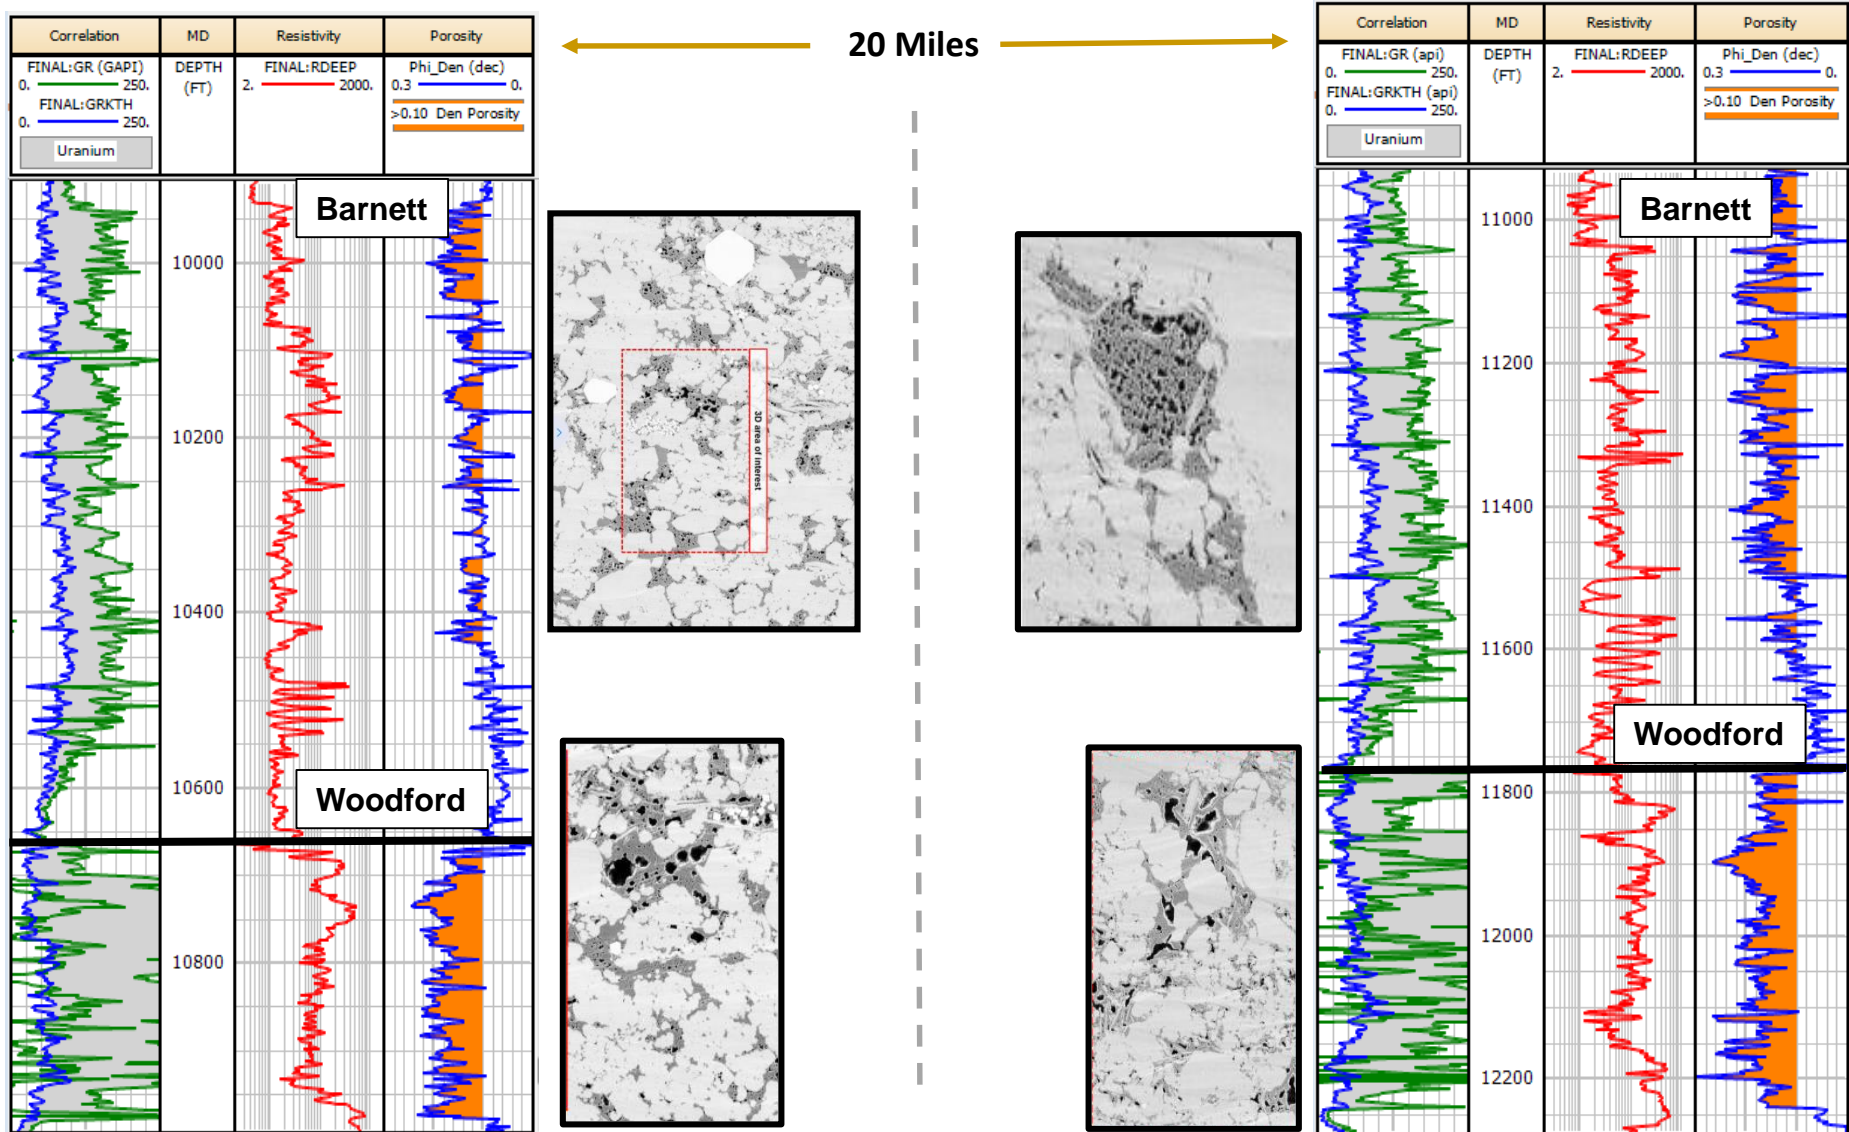 Correlation MD Resistivity Porosity
FINAL:GR (GAPI)
0. 250.
FINAL:GRKTH
0. 250.
Uranium
DEPTH
(FT)
FINAL:RDEEP
2. 2000.
Phi_Den (dec)
0.3 0.
>0.10 Den Porosity
Barnett
10000
10200
10400
10600
Woodford
10800
20 Miles
3D area of interest
Correlation MD Resistivity Porosity
FINAL:GR (api)
0. 250.
FINAL:GRKTH (api)
0. 250.
Uranium
DEPTH
(FT)
FINAL:RDEEP
2. 2000.
Phi_Den (dec)
0.3 0.
>0.10 Den Porosity
Barnett
11000
11200
11400
11600
Woodford
11800
12000
12200